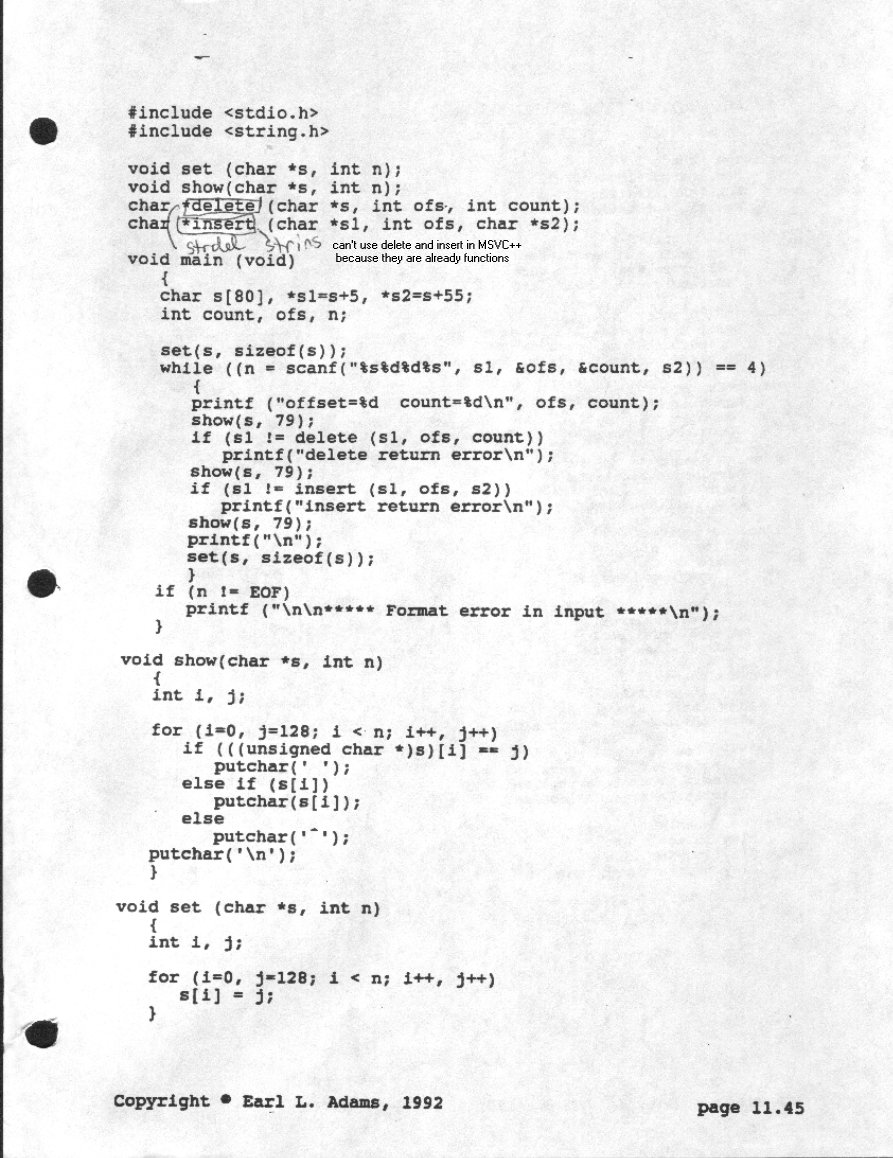 #include <stdio.h>
#include <string.h>
void set (char *s, int n);
void show(char *s, int n);
char *delete (char *s, int ofs, int count);
char *insert (char *s1, int ofs, char *s2);
strdel strins can't use delete and insert in MSVC++
because they are already functions
void main (void)
{
char s[80], *s1=s+5, *s2=s+55;
int count, ofs, n;
set(s, sizeof(s));
while ((n = scanf("%s%d%d%s", s1, &ofs, &count, s2)) == 4)
{
printf ("offset=%d  count=%d\n", ofs, count);
show(s, 79);
if (s1 != delete (s1, ofs, count))
printf("delete return error\n");
show(s, 79);
if (s1 != insert (s1, ofs, s2))
printf("insert return error\n");
show(s, 79);
printf("\n");
set(s, sizeof(s));
}
if (n != EOF)
printf ("\n\n***** Format error in input *****\n");
}
void show(char *s, int n)
{
int i, j;
for (i=0, j=128; i < n; i++, j++)
if (((unsigned char *)s)[i] == j)
putchar(' ');
else if (s[i])
putchar(s[i]);
else
putchar('^');
putchar('\n');
}
void set (char *s, int n)
{
int i, j;
for (i=0, j=128; i < n; i++, j++)
s[i] = j;
}
Copyright • Earl L. Adams, 1992
page 11.45